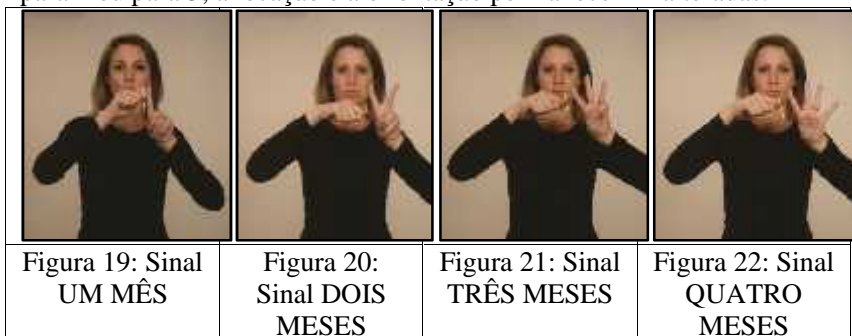 Figura 19: Sinal
UM MÊS
Figura 20:
Sinal DOIS
MESES
Figura 21: Sinal
TRÊS MESES
Figura 22: Sinal
QUATRO
MESES